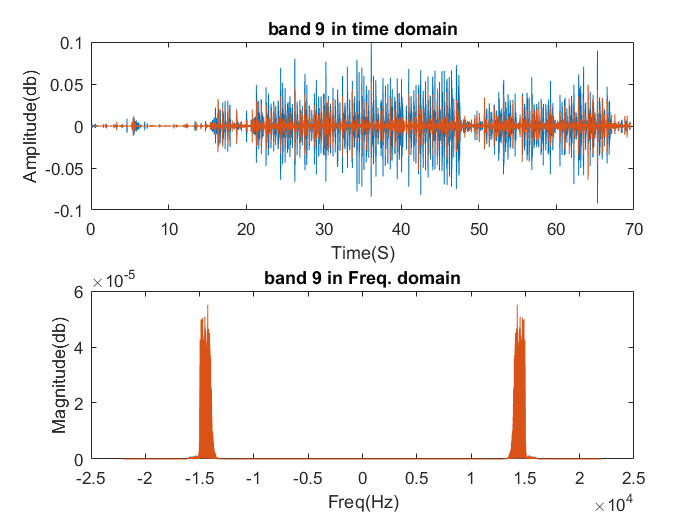 band 9 in time domain
Amplitude(db)
0.1
0.05
0
-0.05
-0.1
0 10 20 30 40 50 60 70
Time(S)
×10-5
band 9 in Freq. domain
Magnitude(db)
6
4
2
0
-2.5 -2 -1.5 -1 -0.5 0 0.5 1 1.5 2 2.5
Freq(Hz)
×104